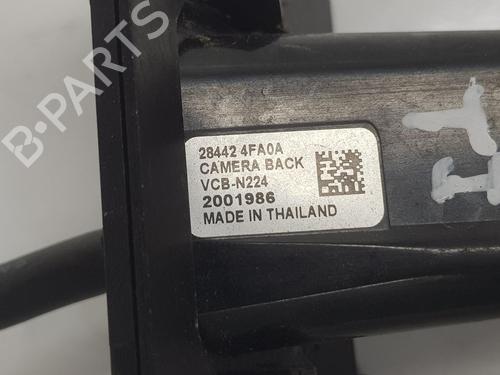 B-PARTS
28442 4FA0A
CAMERA BACK
VCB-N224
2001986
MADE IN THAILAND